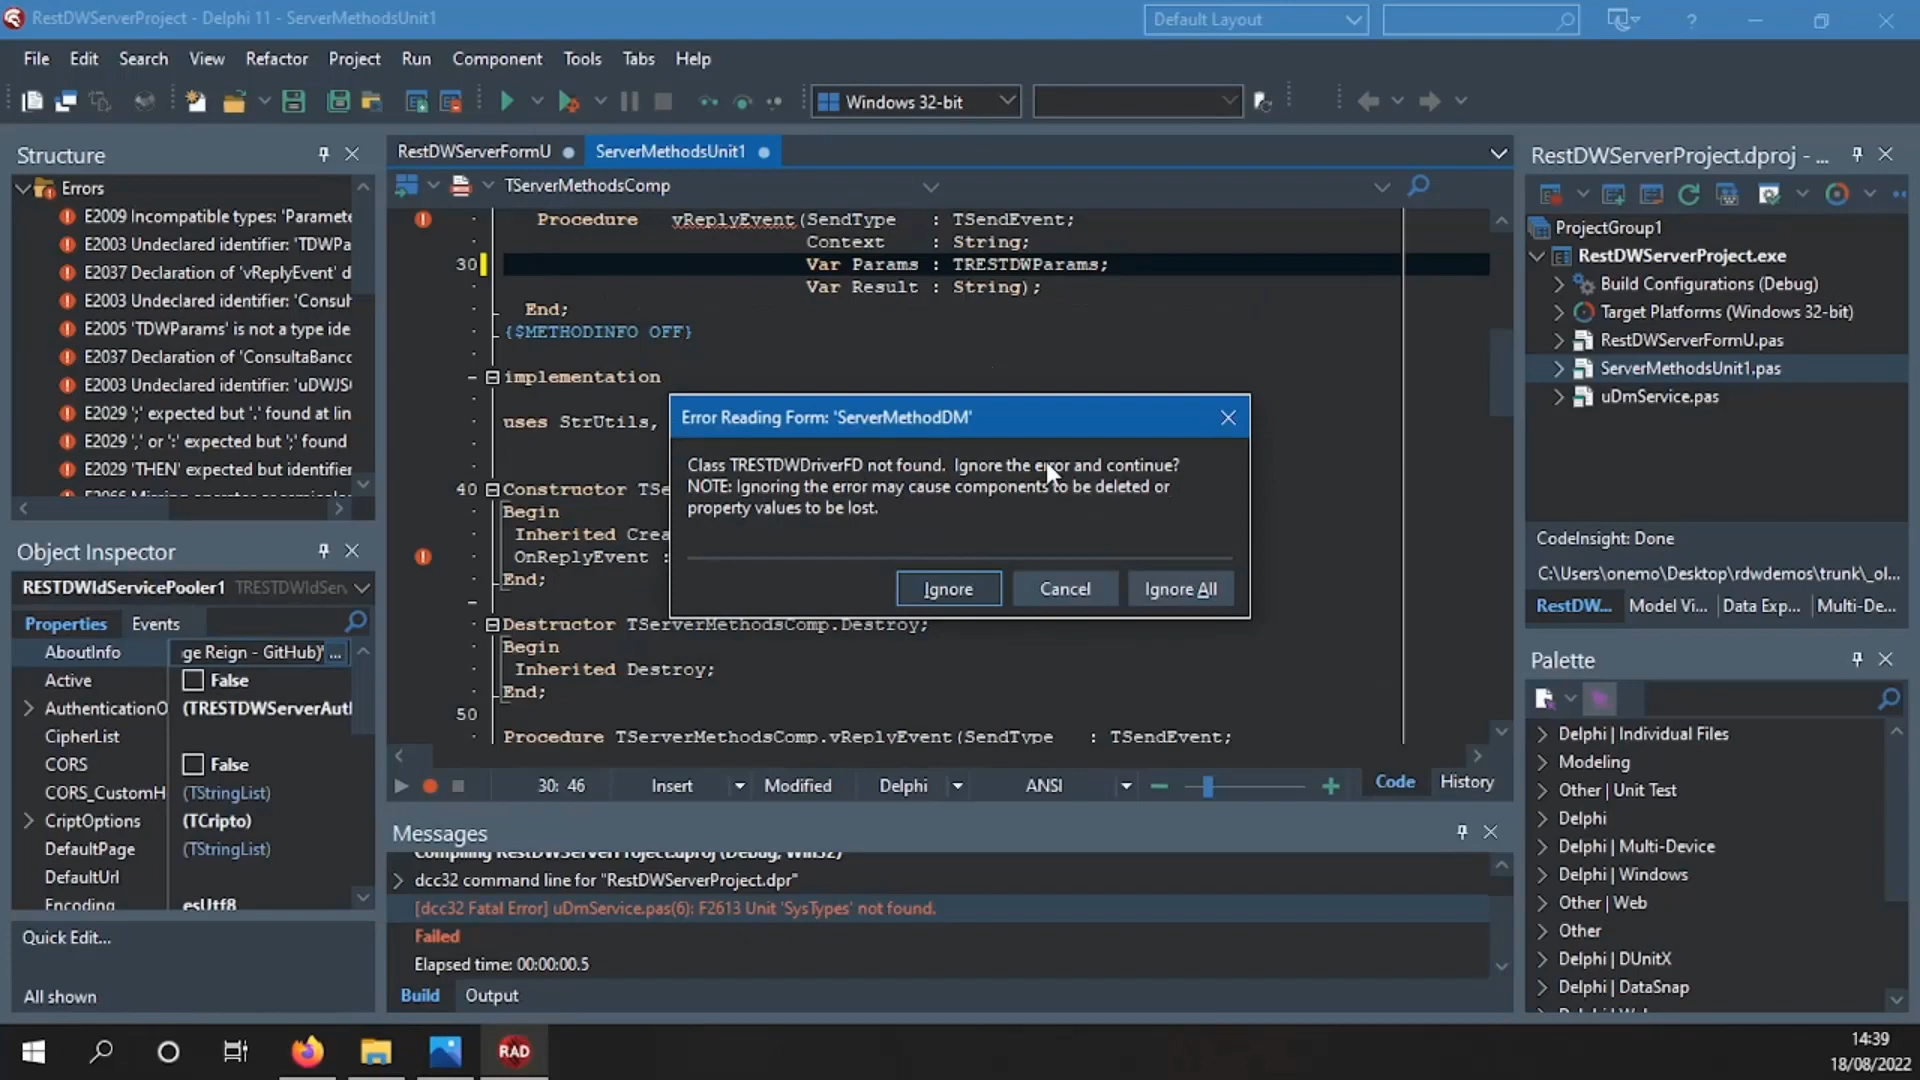 RestDWServerProject - Delphi 11 - ServerMethodsUnit1
Default Layout
File Edit Search View Refactor Project Run Component Tools Tabs Help
Windows 32-bit
Structure
Errors
E2009 Incompatible types: 'Paramete
E2003 Undeclared identifier: 'TDWPa
E2037 Declaration of 'vReplyEvent' d
E2003 Undeclared identifier: 'Consul
E2005 'TDWParams' is not a type ide
E2037 Declaration of 'ConsultaBanco
E2003 Undeclared identifier: 'uDWJS
E2029 ';' expected but '.' found at lin
E2029 ',' or ':' expected but ';' found
E2029 'THEN' expected but identifier
Object Inspector
RESTDWIdServicePooler1 TRESTDWIdServ
Properties Events
AboutInfo ge Reign - GitHub)' ...
Active False
AuthenticationO (TRESTDWServerAutl
CipherList
CORS False
CORS_CustomH (TStringList)
CriptOptions (TCripto)
DefaultPage (TStringList)
DefaultUrl
Encoding esUtf8
Quick Edit...
All shown
RestDWServerFormU ServerMethodsUnit1
TServerMethodsComp
Procedure vReplyEvent(SendType : TSendEvent;
Context : String;
30 Var Params : TRESTDWParams;
Var Result : String);
End;
{$METHODINFO OFF}
implementation
uses StrUtils,
40 Constructor TSe
Begin
Inherited Crea
OnReplyEvent :
End;
Destructor TServerMethodsComp.Destroy;
Begin
Inherited Destroy;
End;
50
Procedure TServerMethodsComp.vReplyEvent(SendType : TSendEvent;
Error Reading Form: 'ServerMethodDM'
Class TRESTDWDriverFD not found. Ignore the error and continue?
NOTE: Ignoring the error may cause components to be deleted or
property values to be lost.
Ignore Cancel Ignore All
30: 46 Insert Modified Delphi ANSI Code History
Messages
Compiling RestDWServerProject.dproj (Debug, Win32)
dcc32 command line for "RestDWServerProject.dpr"
[dcc32 Fatal Error] uDmService.pas(6): F2613 Unit 'SysTypes' not found.
Failed
Elapsed time: 00:00:00.5
Build Output
RestDWServerProject.dproj - ...
ProjectGroup1
RestDWServerProject.exe
Build Configurations (Debug)
Target Platforms (Windows 32-bit)
RestDWServerFormU.pas
ServerMethodsUnit1.pas
uDmService.pas
CodeInsight: Done
C:\Users\onemo\Desktop\rdwdemos\trunk\_ol...
RestDW... Model Vi... Data Exp... Multi-De...
Palette
Delphi | Individual Files
Modeling
Other | Unit Test
Delphi
Delphi | Multi-Device
Delphi | Windows
Other | Web
Other
Delphi | DUnitX
Delphi | DataSnap
RAD
14:39
18/08/2022